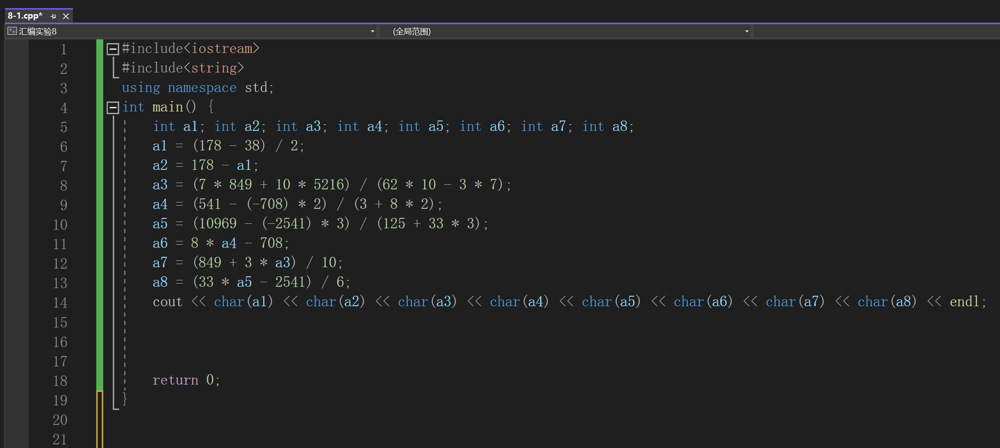 8-1.cpp*
汇编实验8 (全局范围)
1 #include<iostream>
2 #include<string>
3 using namespace std;
4 int main() {
5 int a1; int a2; int a3; int a4; int a5; int a6; int a7; int a8;
6 a1 = (178 - 38) / 2;
7 a2 = 178 - a1;
8 a3 = (7 * 849 + 10 * 5216) / (62 * 10 - 3 * 7);
9 a4 = (541 - (-708) * 2) / (3 + 8 * 2);
10 a5 = (10969 - (-2541) * 3) / (125 + 33 * 3);
11 a6 = 8 * a4 - 708;
12 a7 = (849 + 3 * a3) / 10;
13 a8 = (33 * a5 - 2541) / 6;
14 cout << char(a1) << char(a2) << char(a3) << char(a4) << char(a5) << char(a6) << char(a7) << char(a8) << endl;
15
16
17
18 return 0;
19 }
20
21